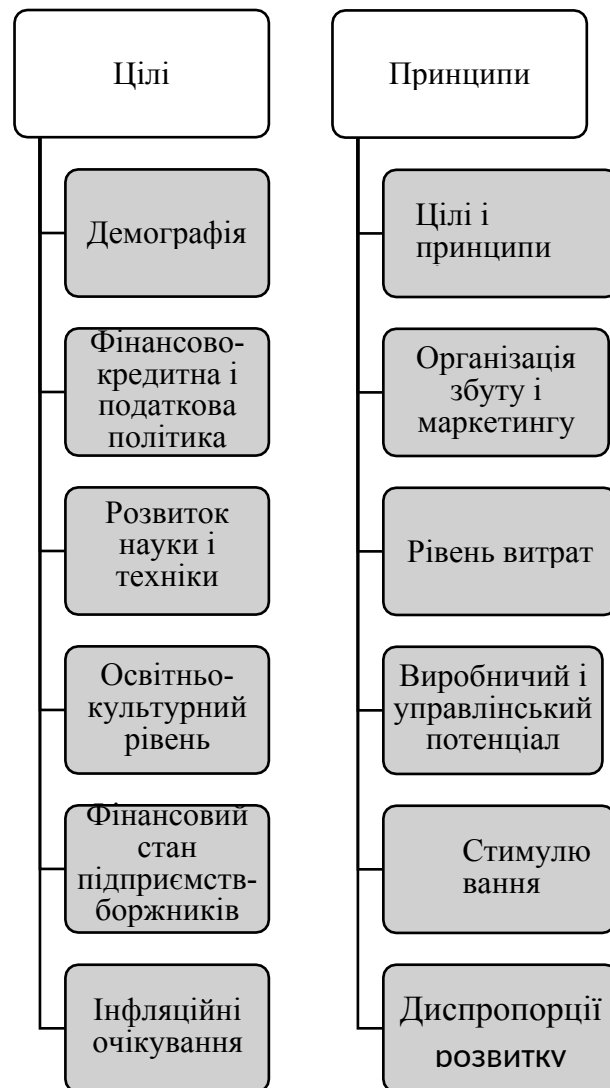 Цілі
Демографія
Фінансово-
кредитна і
податкова
політика
Розвиток
науки і
техніки
Освітньо-
культурний
рівень
Фінансовий
стан
підприємств-
боржників
Інфляційні
очікування
Принципи
Цілі і
принципи
Організація
збуту і
маркетингу
Рівень витрат
Виробничий і
управлінський
потенціал
Стимулю
вання
Диспропорції
розвитку